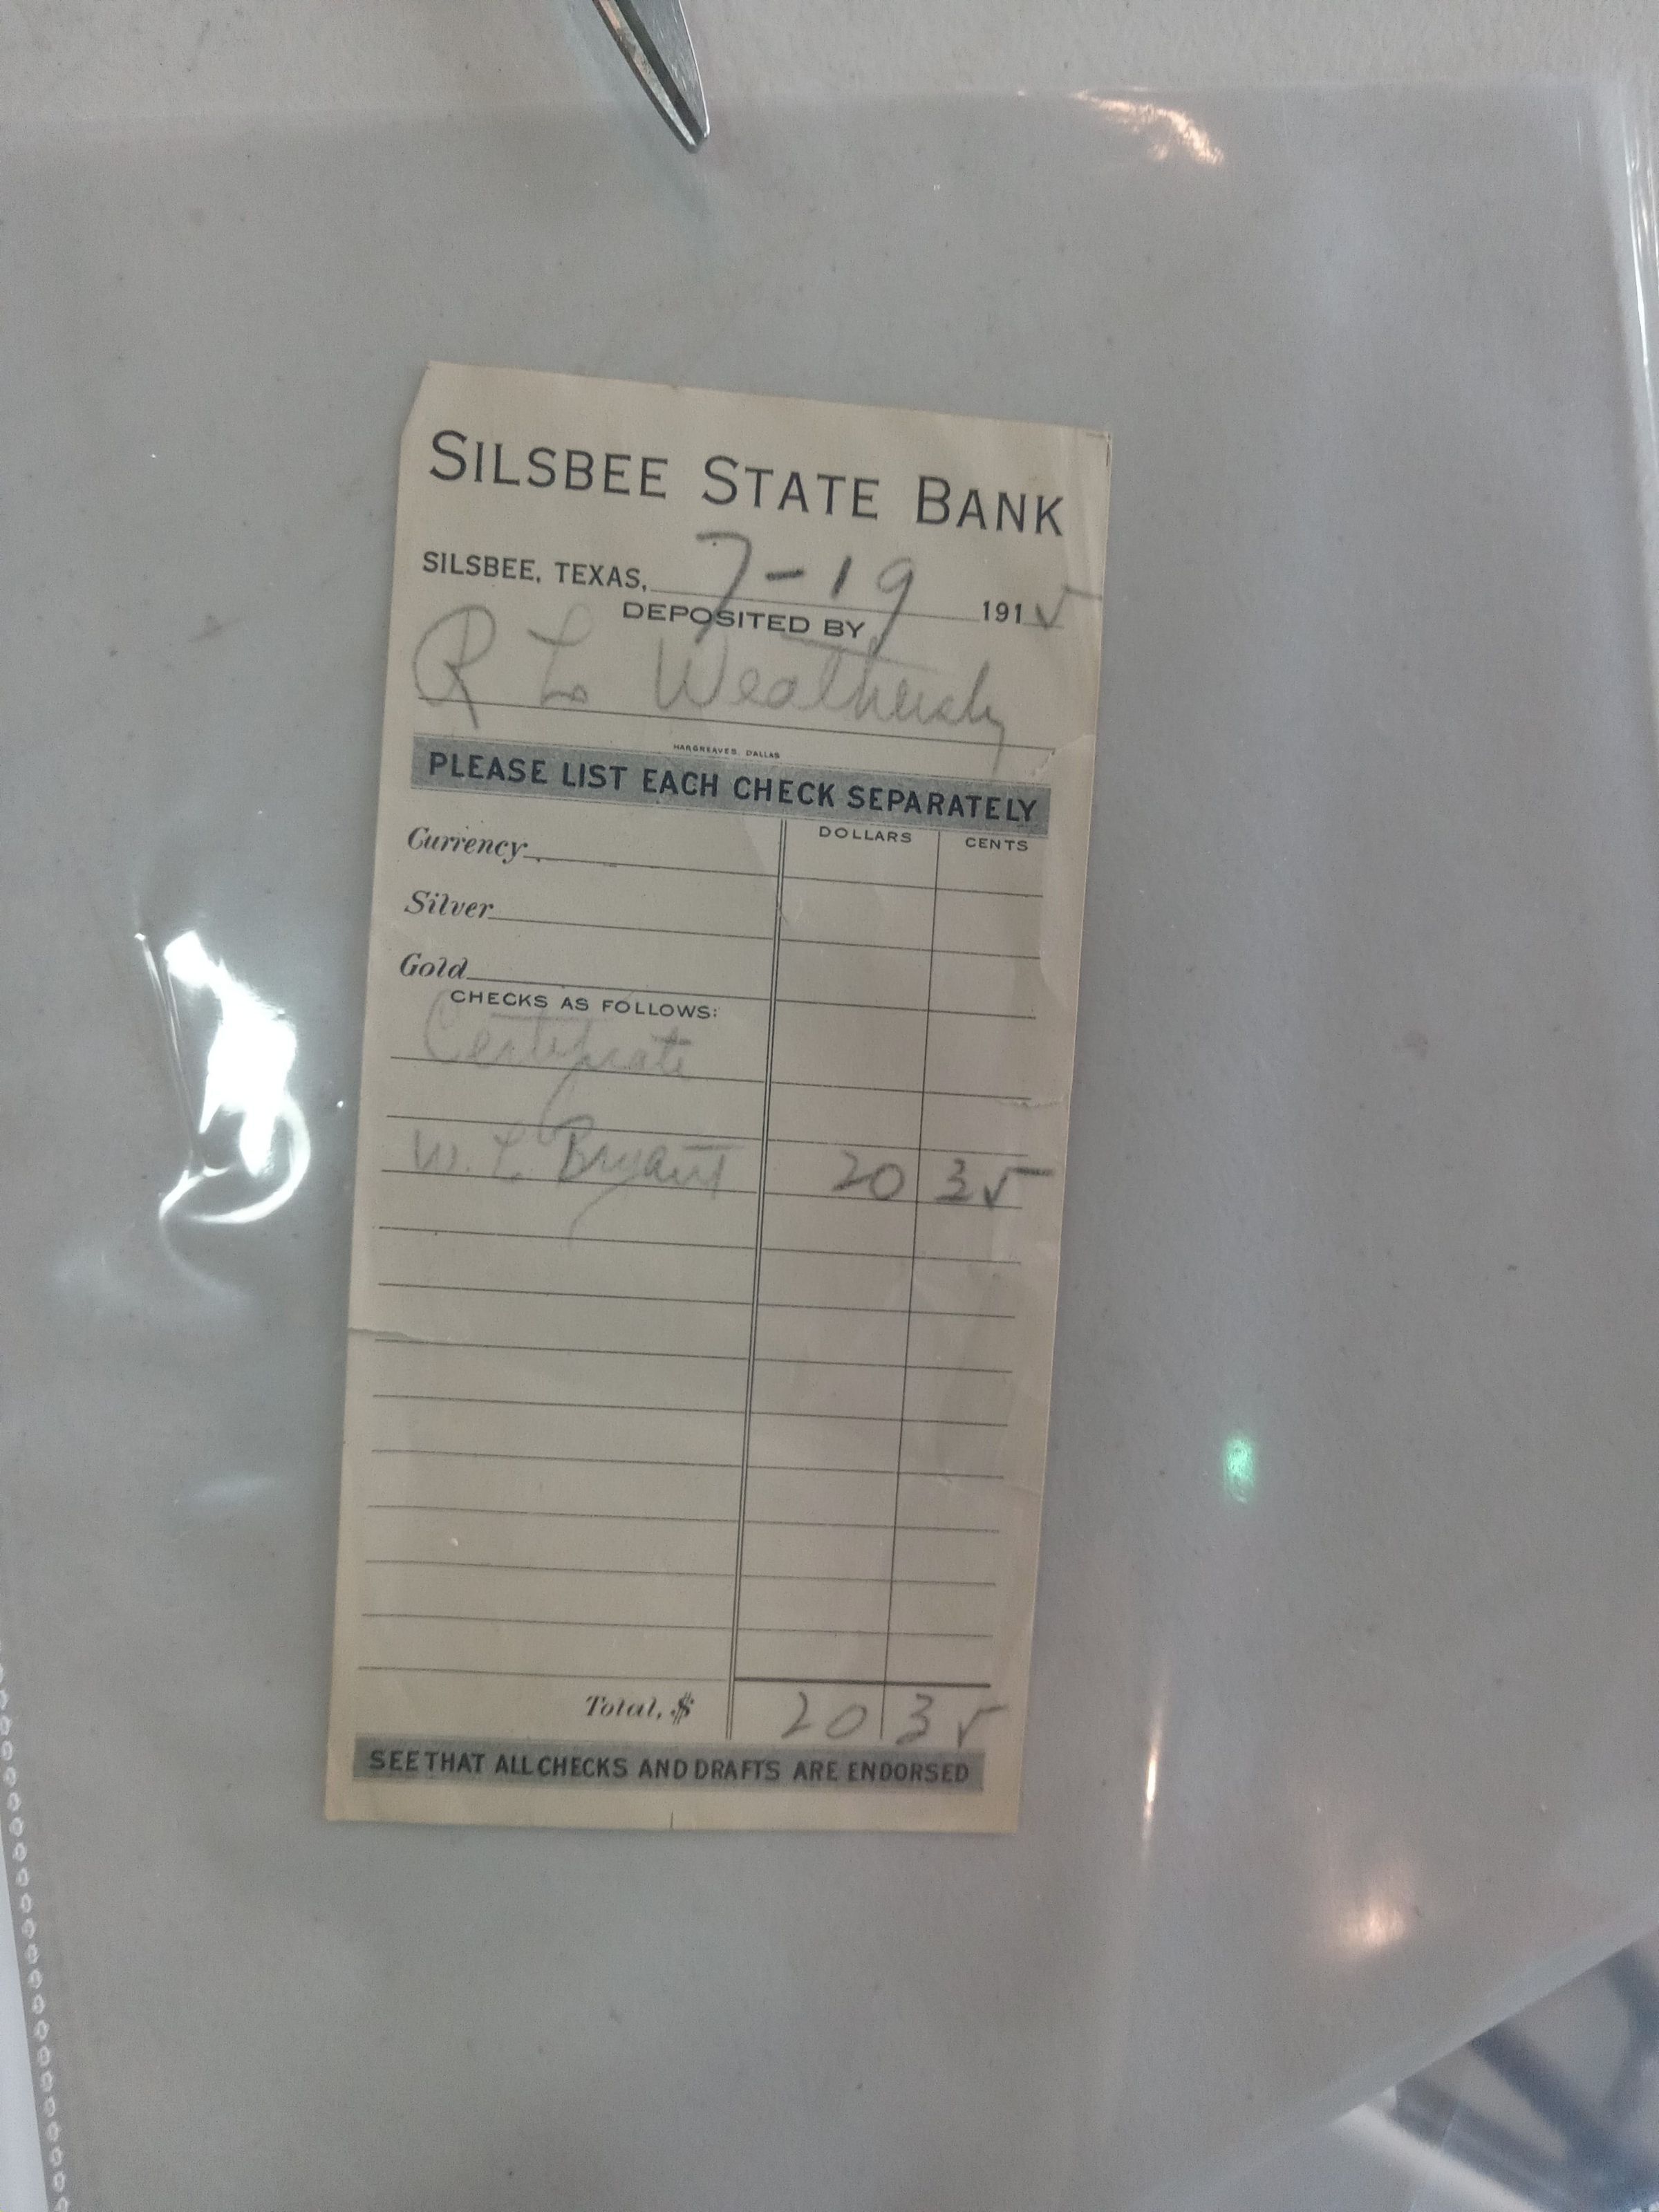 SILSBEE STATE BANK
SILSBEE, TEXAS, 7-19 1915
DEPOSITED BY
R L Weathersby
HARGREAVES, DALLAS
PLEASE LIST EACH CHECK SEPARATELY
DOLLARS CENTS
Currency
Silver
Gold
CHECKS AS FOLLOWS:
Certificate
W. L Bryant 20 35
Total, $ 20 35
SEE THAT ALL CHECKS AND DRAFTS ARE ENDORSED